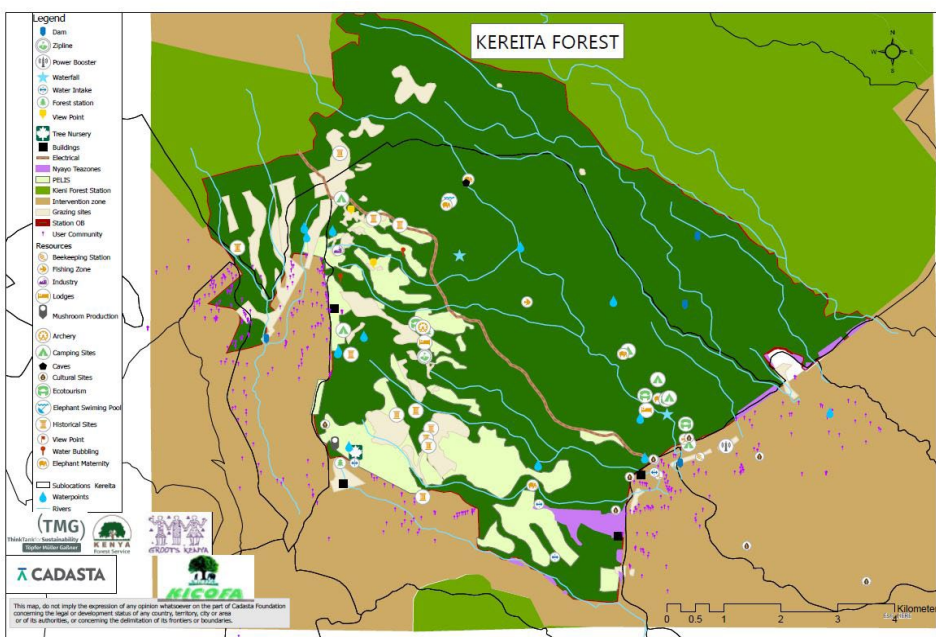 KEREITA FOREST
N
W
E
S
Legend
Dam
Zipline
Power Booster
Waterfall
Water Intake
Forest station
View Point
Tree Nursery
Buildings
Electrical
Nyayo Teazones
PELIS
Kieni Forest Station
Intervention zone
Grazing sites
Station OB
User Community
Resources
Beekeeping Station
Fishing Zone
Industry
Lodges
Mushroom Production
Archery
Camping Sites
Caves
Cultural Sites
Ecotourism
Elephant Swiming Pool
Historical Sites
View Point
Water Bubbling
Elephant Maternity
Sublocations Kereita
Waterpoints
Rivers
(TMG)
ThinkTank for Sustainability
Töpfer Müller Gaßner
KENYA
Forest Service
GROOTS KENYA
CADASTA
KICOFA
This map, do not imply the expression of any opinion whatsoever on the part of Cadasta Foundation
concerning the legal or development status of any country, territory, city or area
or of its authorities, or concerning the delimitation of its frontiers or boundaries.
0 0.5 1 2 3 4
Kilometer